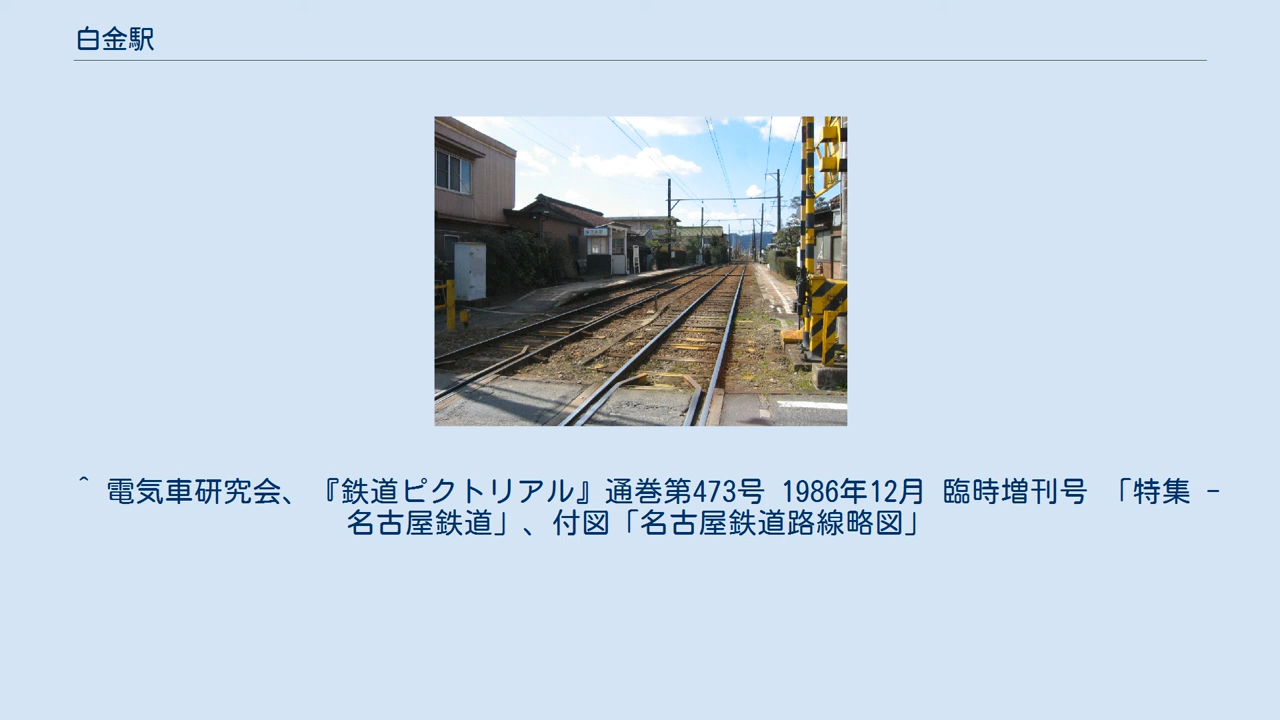 白金駅
^ 電気車研究会、『鉄道ピクトリアル』通巻第473号 1986年12月 臨時増刊号 「特集 -
名古屋鉄道」、付図「名古屋鉄道路線略図」